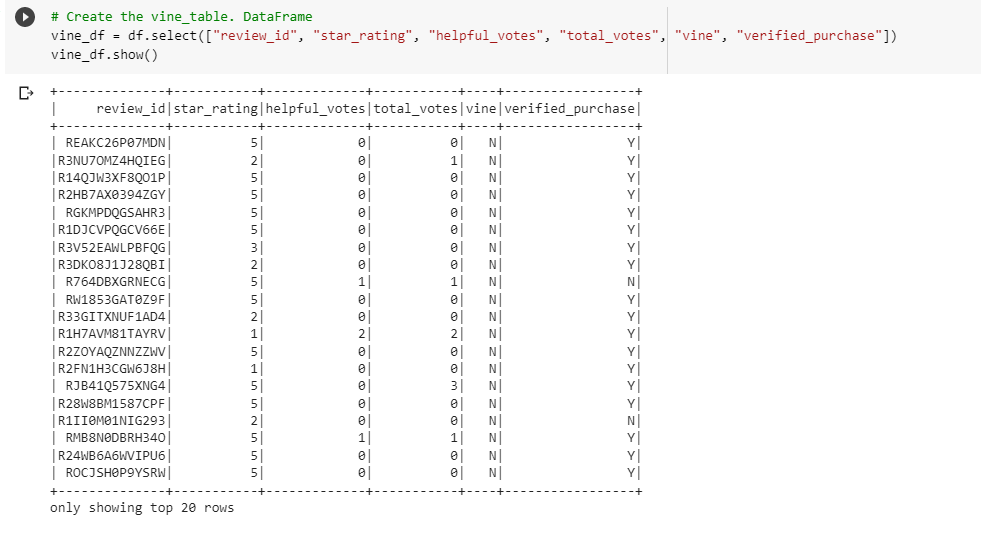 # Create the vine_table. DataFrame
vine_df = df.select(["review_id", "star_rating", "helpful_votes", "total_votes", "vine", "verified_purchase"])
vine_df.show()
+--------------+-----------+-------------+-----------+----+-----------------+
|     review_id|star_rating|helpful_votes|total_votes|vine|verified_purchase|
+--------------+-----------+-------------+-----------+----+-----------------+
| REAKC26P07MDN|          5|            0|          0|   N|                Y|
|R3NU7OMZ4HQIEG|          2|            0|          1|   N|                Y|
|R14QJW3XF8QO1P|          5|            0|          0|   N|                Y|
|R2HB7AX0394ZGY|          5|            0|          0|   N|                Y|
| RGKMPDQGSAHR3|          5|            0|          0|   N|                Y|
|R1DJCVPQGCV66E|          5|            0|          0|   N|                Y|
|R3V52EAWLPBFQG|          3|            0|          0|   N|                Y|
|R3DKO8J1J28QBI|          2|            0|          0|   N|                Y|
| R764DBXGRNECG|          5|            1|          1|   N|                N|
| RW1853GAT0Z9F|          5|            0|          0|   N|                Y|
|R33GITXNUF1AD4|          2|            0|          0|   N|                Y|
|R1H7AVM81TAYRV|          1|            2|          2|   N|                Y|
|R2ZOYAQZNNZZWV|          5|            0|          0|   N|                Y|
|R2FN1H3CGW6J8H|          1|            0|          0|   N|                Y|
| RJB41Q575XNG4|          5|            0|          3|   N|                Y|
|R28W8BM1587CPF|          5|            0|          0|   N|                Y|
|R1II0M01NIG293|          2|            0|          0|   N|                N|
| RMB8N0DBRH34O|          5|            1|          1|   N|                Y|
|R24WB6A6WVIPU6|          5|            0|          0|   N|                Y|
| ROCJSH0P9YSRW|          5|            0|          0|   N|                Y|
+--------------+-----------+-------------+-----------+----+-----------------+
only showing top 20 rows